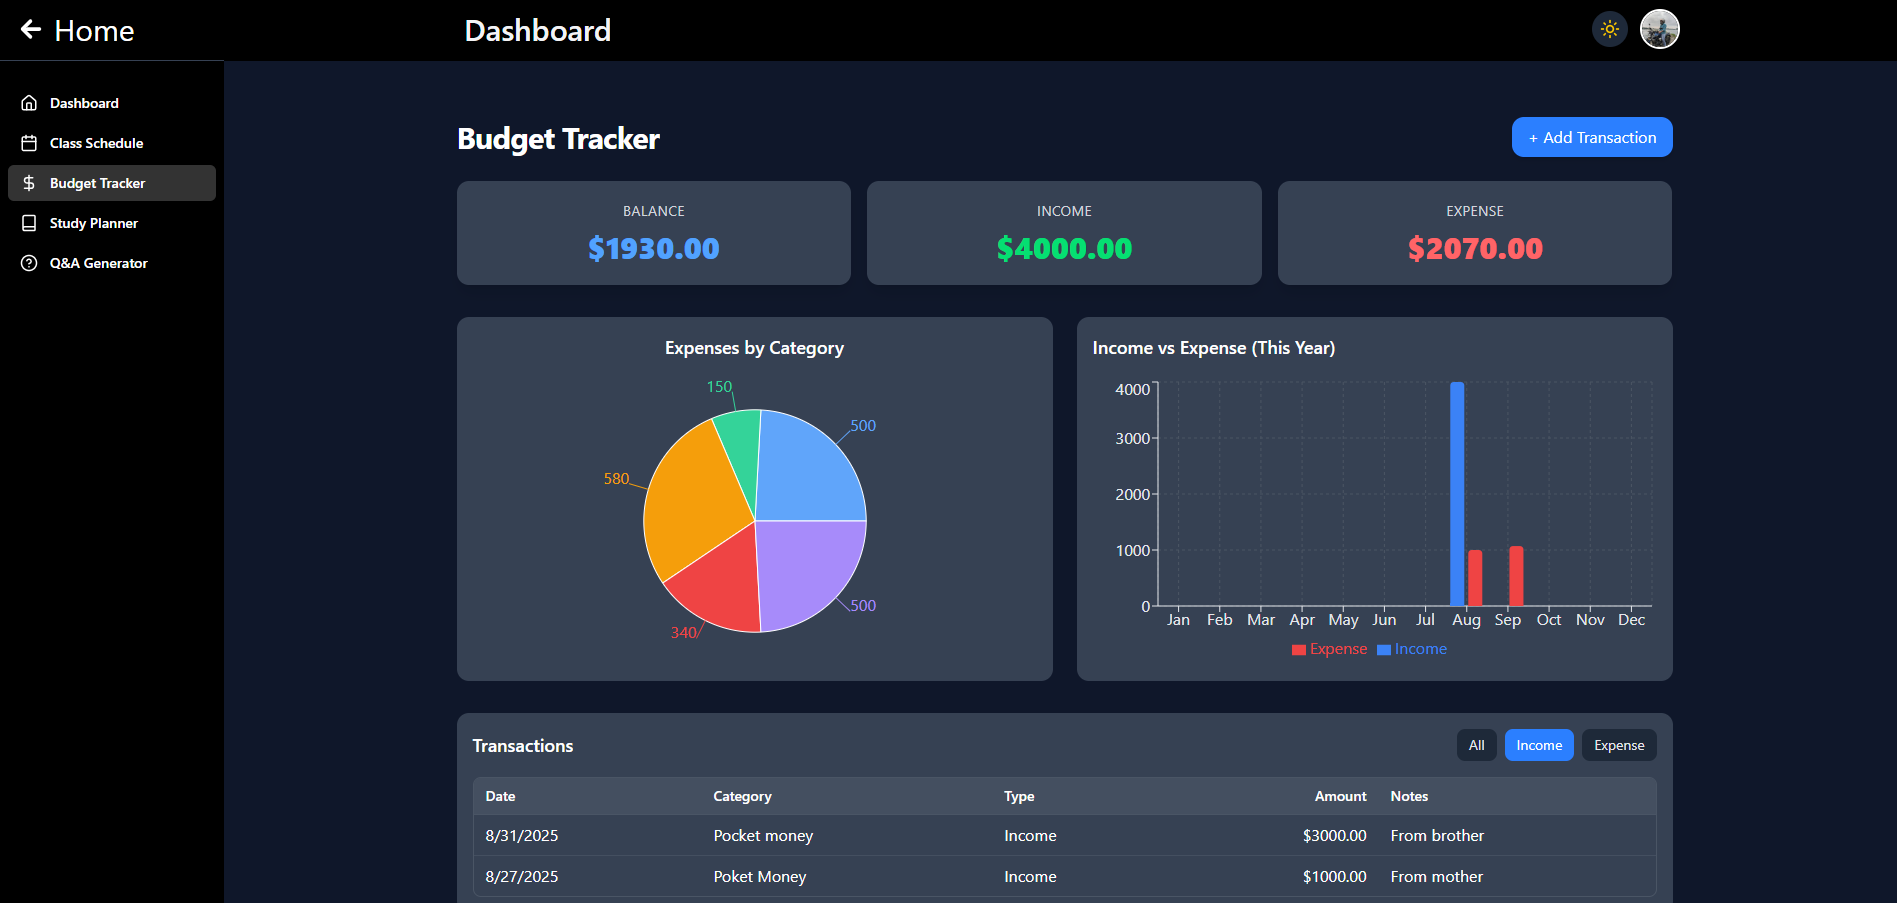 Home
Dashboard
Dashboard
Class Schedule
Budget Tracker
Study Planner
Q&A Generator
Budget Tracker
+ Add Transaction
BALANCE
$1930.00
INCOME
$4000.00
EXPENSE
$2070.00
Expenses by Category
150
500
580
500
340
Income vs Expense (This Year)
4000
3000
2000
1000
0
Jan Feb Mar Apr May Jun Jul Aug Sep Oct Nov Dec
Expense Income
Transactions
All Income Expense
Date Category Type Amount Notes
8/31/2025 Pocket money Income $3000.00 From brother
8/27/2025 Poket Money Income $1000.00 From mother